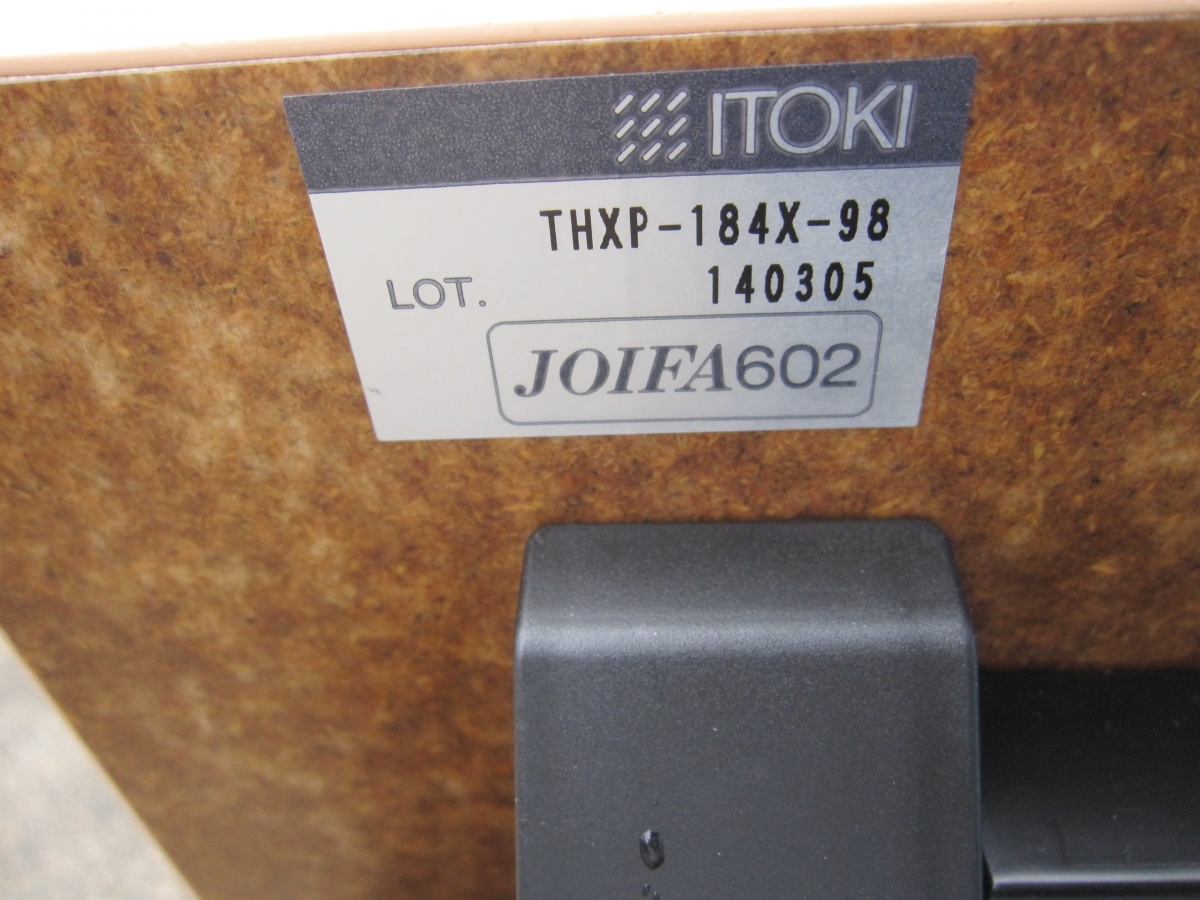 ITOKI
THXP-184X-98
LOT. 140305
JOIFA602